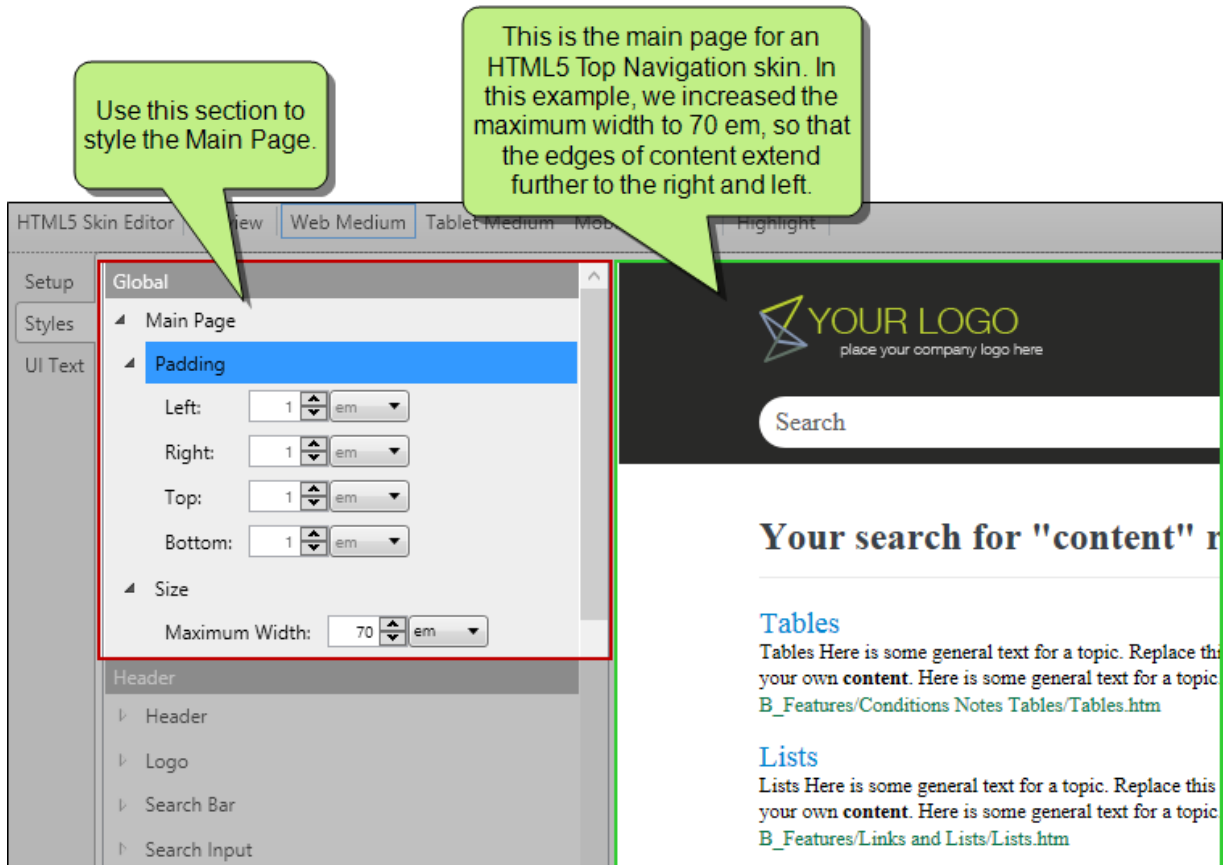 This is the main page for an
HTML5 Top Navigation skin. In
this example, we increased the
maximum width to 70 em, so that
the edges of content extend
further to the right and left.
Use this section to
style the Main Page.
HTML5 Skin Editor iew Web Medium Tablet Medium Mob Highlight
Setup
Styles
UI Text
Global
Main Page
Padding
Left: 1 em
Right: 1 em
Top: 1 em
Bottom: 1 em
Size
Maximum Width: 70 em
Header
Header
Logo
Search Bar
Search Input
YOUR LOGO
place your company logo here
Search
Your search for "content" r
Tables
Tables Here is some general text for a topic. Replace thi
your own content. Here is some general text for a topic.
B_Features/Conditions Notes Tables/Tables.htm
Lists
Lists Here is some general text for a topic. Replace this
your own content. Here is some general text for a topic.
B_Features/Links and Lists/Lists.htm